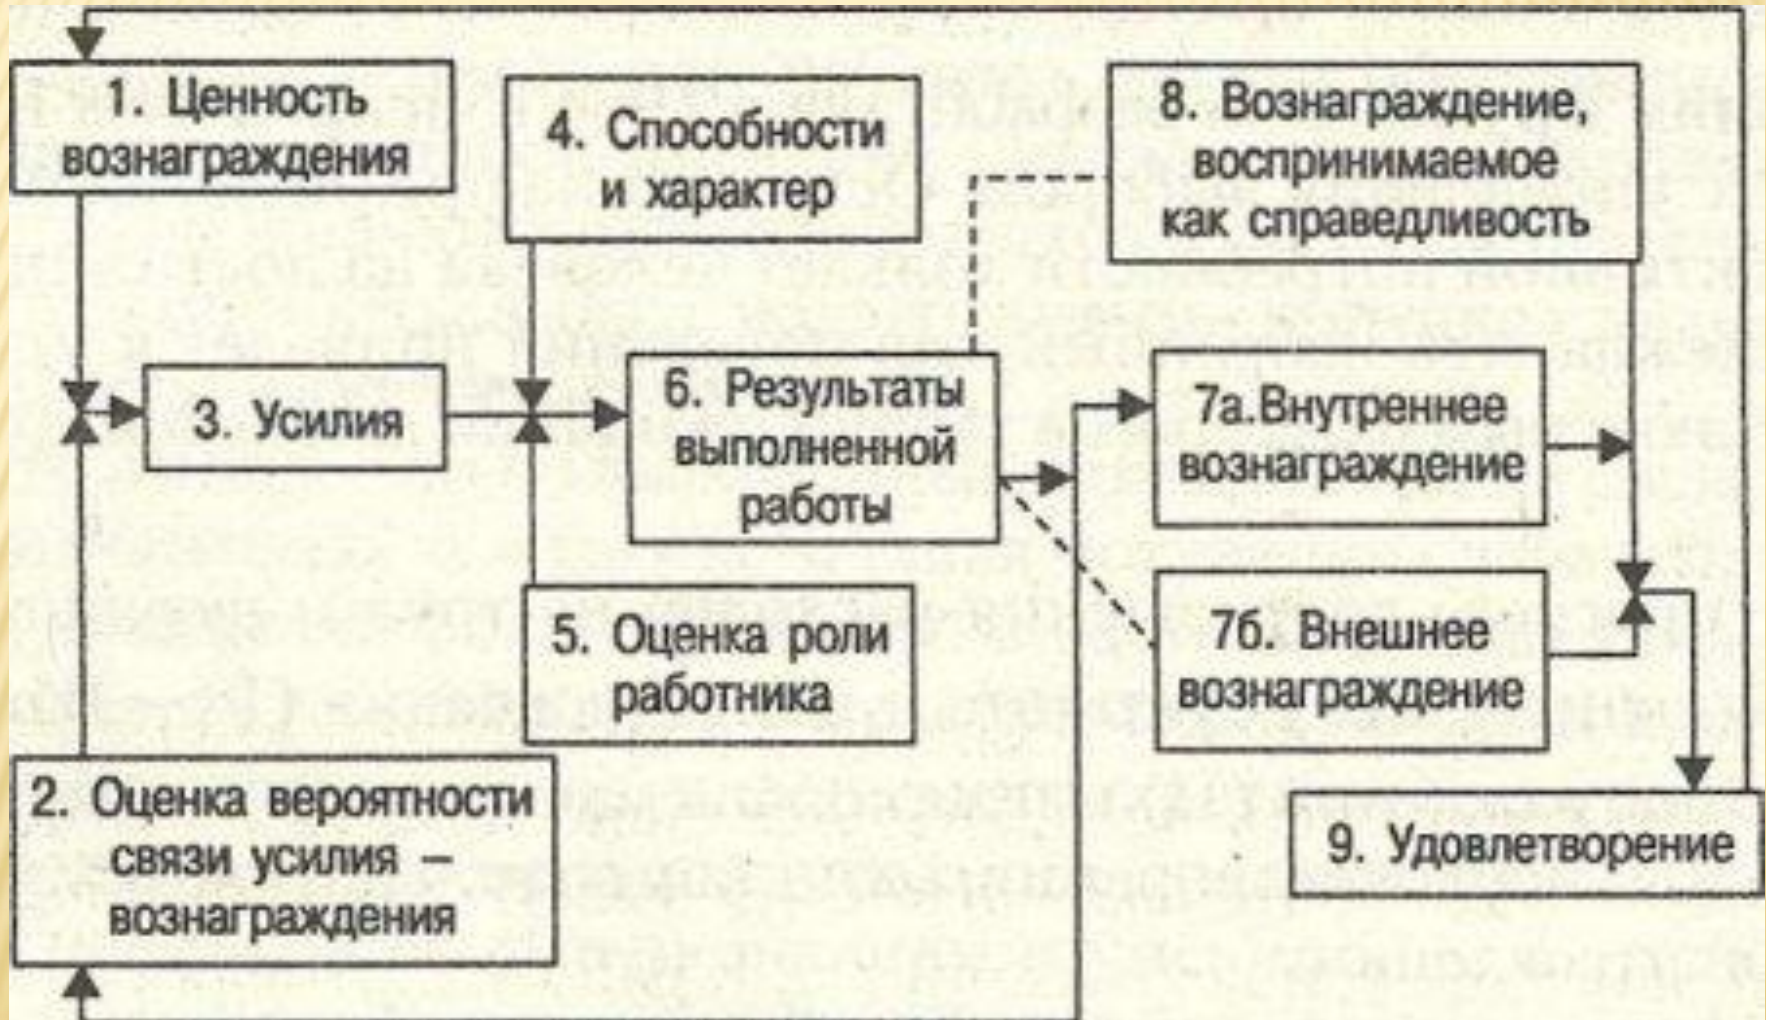 1. Ценность
вознаграждения
2. Оценка вероятности
связи усилия –
вознаграждения
3. Усилия
4. Способности
и характер
5. Оценка роли
работника
6. Результаты
выполненной
работы
7а.Внутреннее
вознаграждение
7б. Внешнее
вознаграждение
8. Вознаграждение,
воспринимаемое
как справедливость
9. Удовлетворение